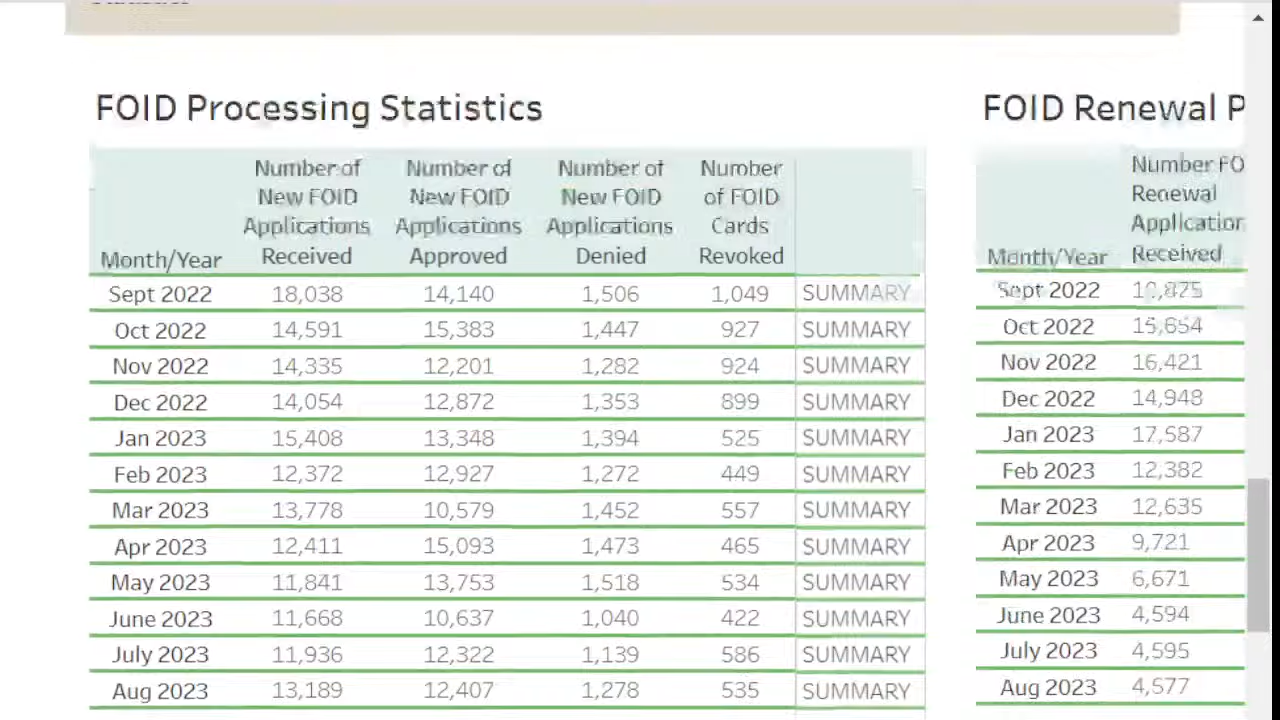 FOID Processing Statistics
Month/Year Number of New FOID Applications Received Number of New FOID Applications Approved Number of New FOID Applications Denied Number of FOID Cards Revoked
Sept 2022 18,038 14,140 1,506 1,049 SUMMARY
Oct 2022 14,591 15,383 1,447 927 SUMMARY
Nov 2022 14,335 12,201 1,282 924 SUMMARY
Dec 2022 14,054 12,872 1,353 899 SUMMARY
Jan 2023 15,408 13,348 1,394 525 SUMMARY
Feb 2023 12,372 12,927 1,272 449 SUMMARY
Mar 2023 13,778 10,579 1,452 557 SUMMARY
Apr 2023 12,411 15,093 1,473 465 SUMMARY
May 2023 11,841 13,753 1,518 534 SUMMARY
June 2023 11,668 10,637 1,040 422 SUMMARY
July 2023 11,936 12,322 1,139 586 SUMMARY
Aug 2023 13,189 12,407 1,278 535 SUMMARY
FOID Renewal P
Month/Year Number FO Renewal Application Received
Sept 2022
Oct 2022 15,654
Nov 2022 16,421
Dec 2022 14,948
Jan 2023 17,587
Feb 2023 12,382
Mar 2023 12,635
Apr 2023 9,721
May 2023 6,671
June 2023 4,594
July 2023 4,595
Aug 2023 4,577